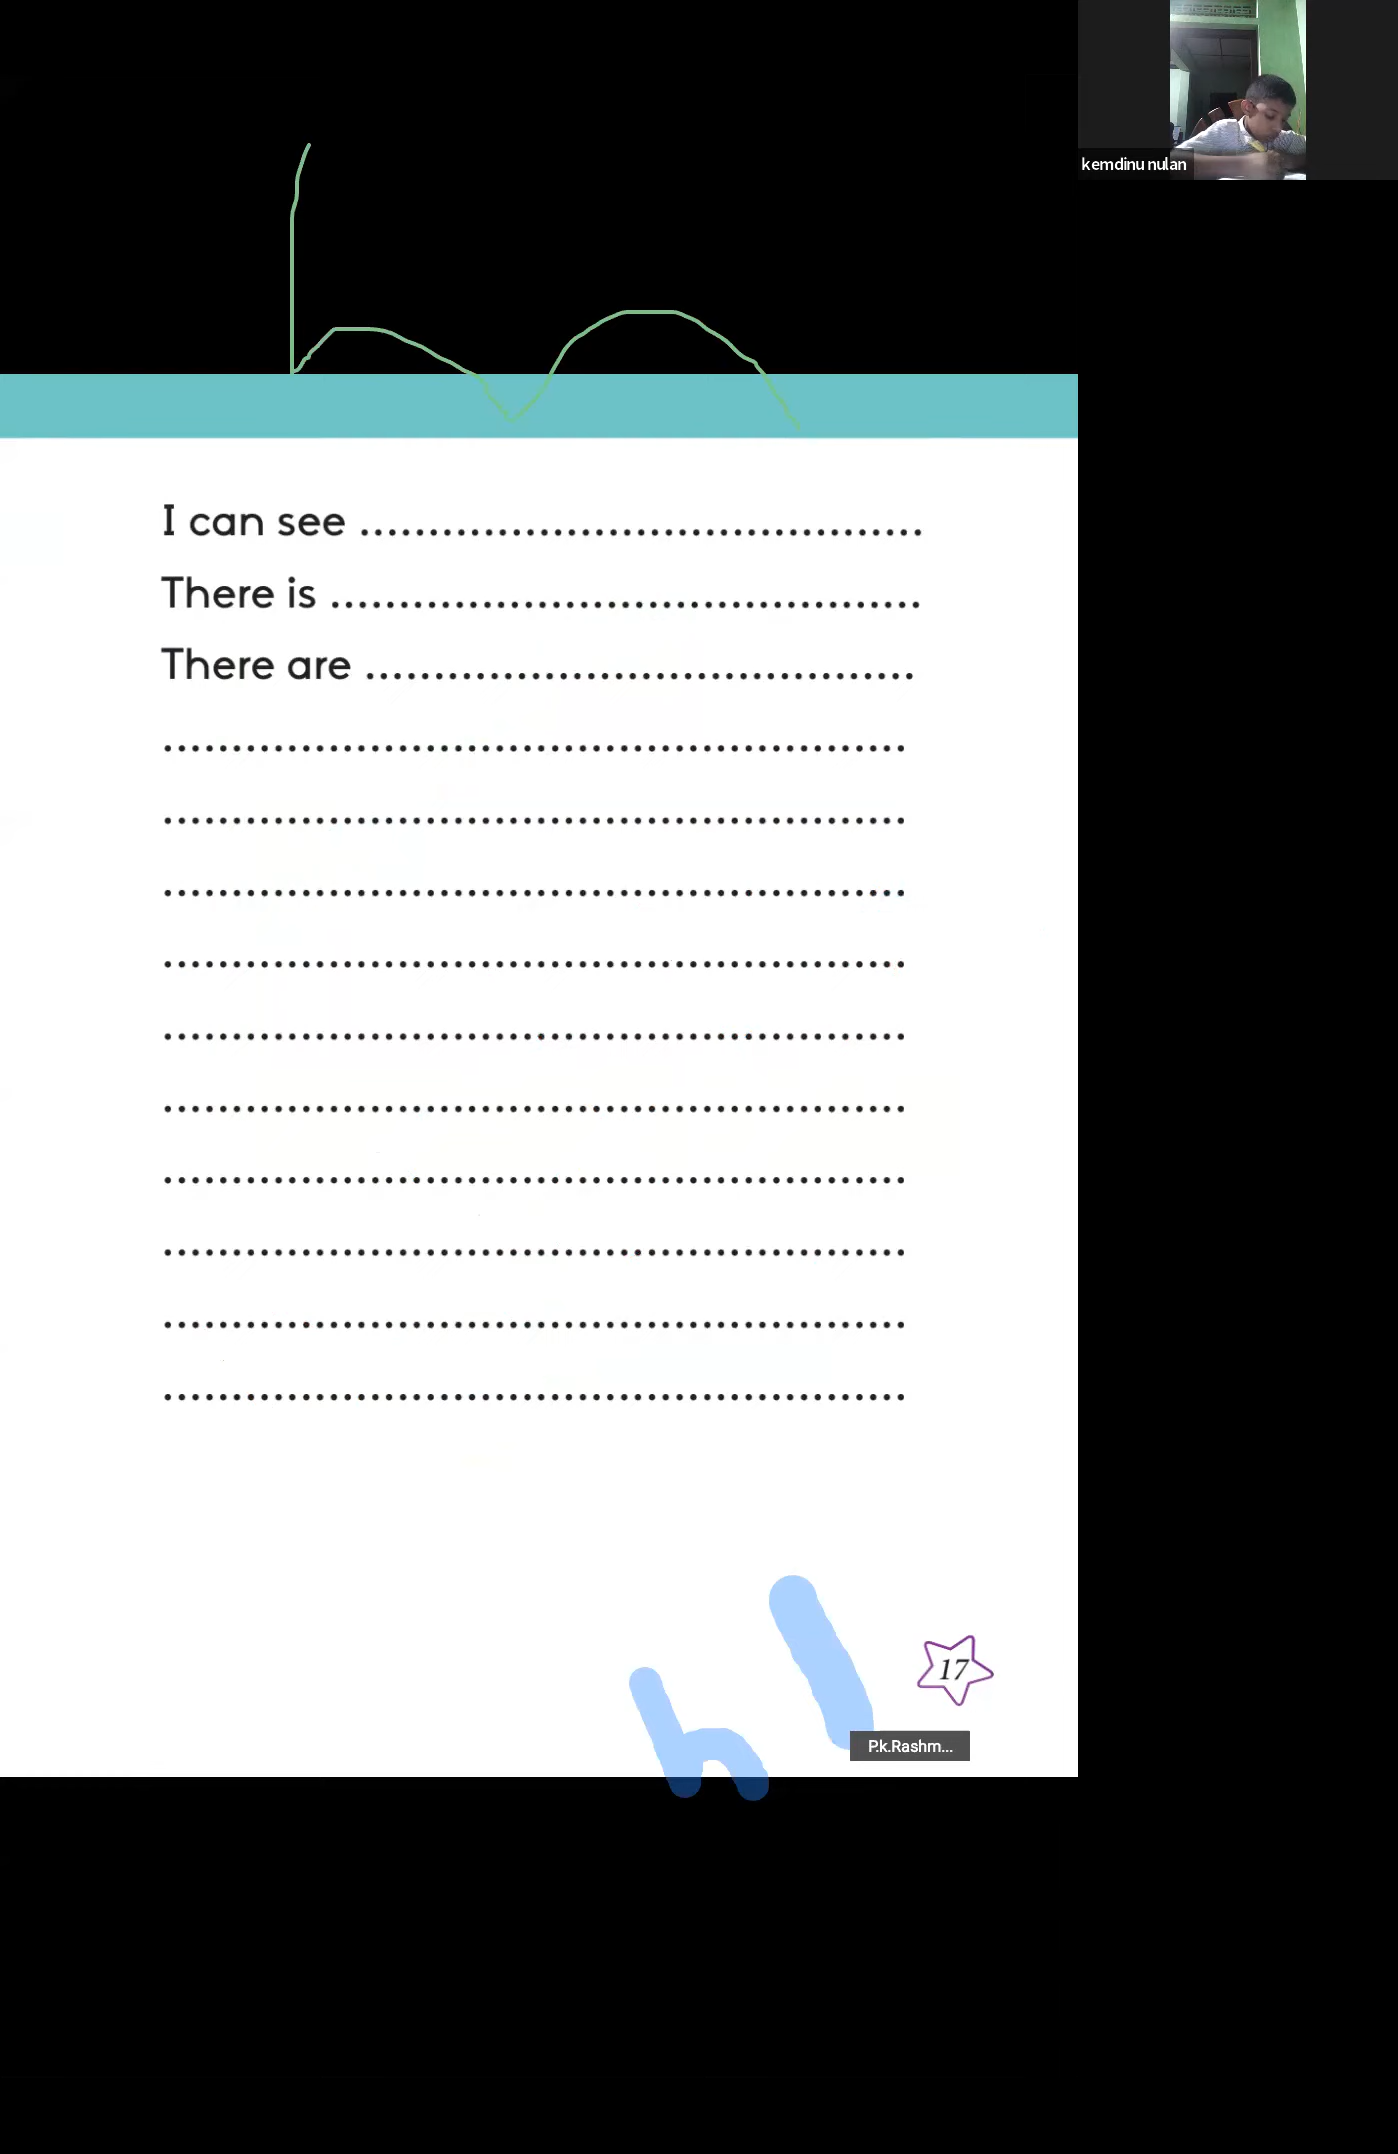 kemdinu nulan
I can see ........................................
There is ...........................................
There are ........................................
......................................................
......................................................
......................................................
......................................................
......................................................
......................................................
......................................................
......................................................
......................................................
......................................................
h
17
P.k.Rashm...